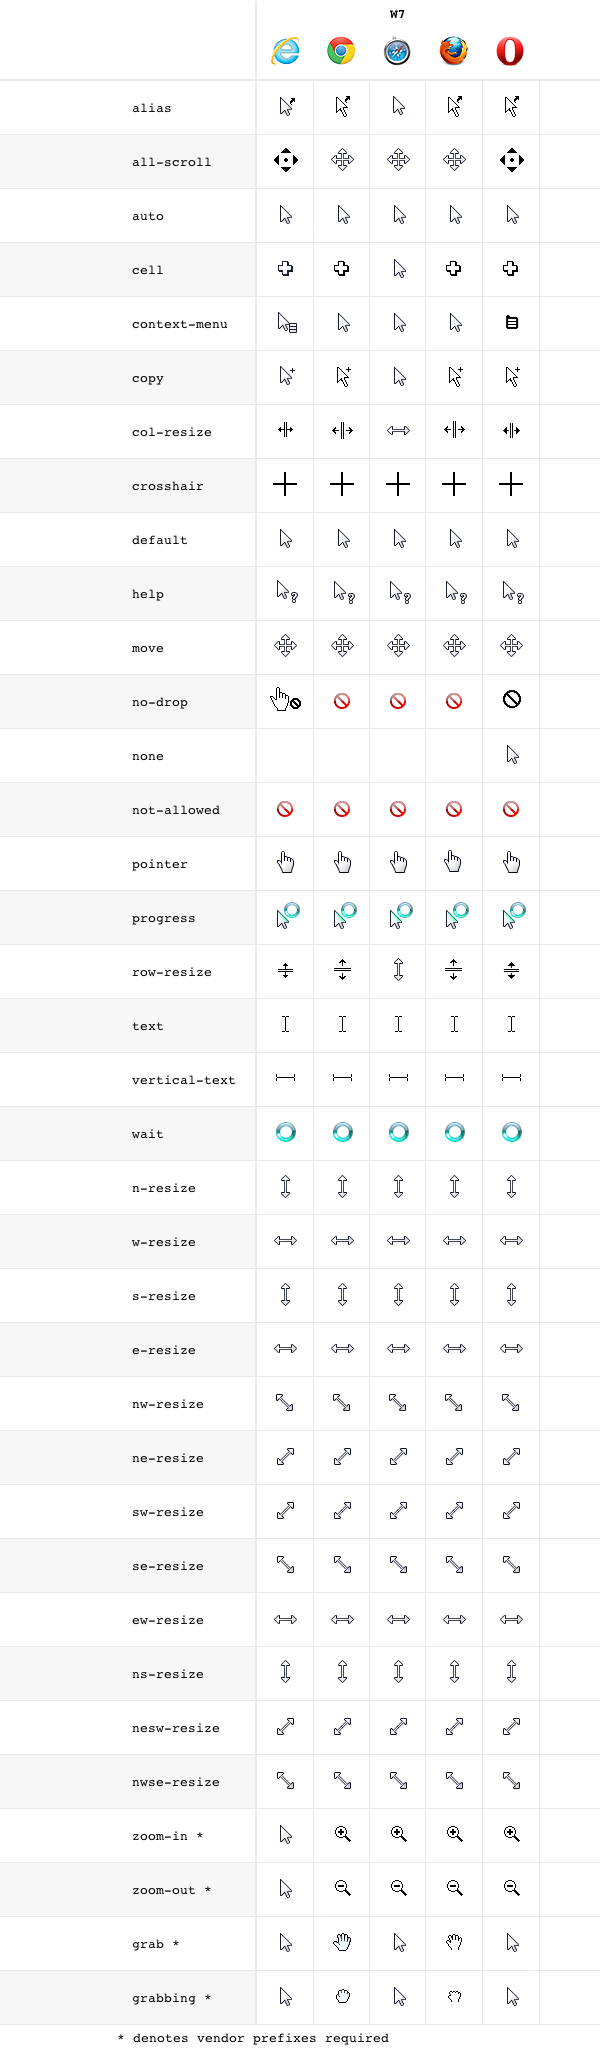 W7
alias
all-scroll
auto
cell
context-menu
copy
col-resize
crosshair
default
help
move
no-drop
none
not-allowed
pointer
progress
row-resize
text
vertical-text
wait
n-resize
w-resize
s-resize
e-resize
nw-resize
ne-resize
sw-resize
se-resize
ew-resize
ns-resize
nesw-resize
nwse-resize
zoom-in *
zoom-out *
grab *
grabbing *
* denotes vendor prefixes required